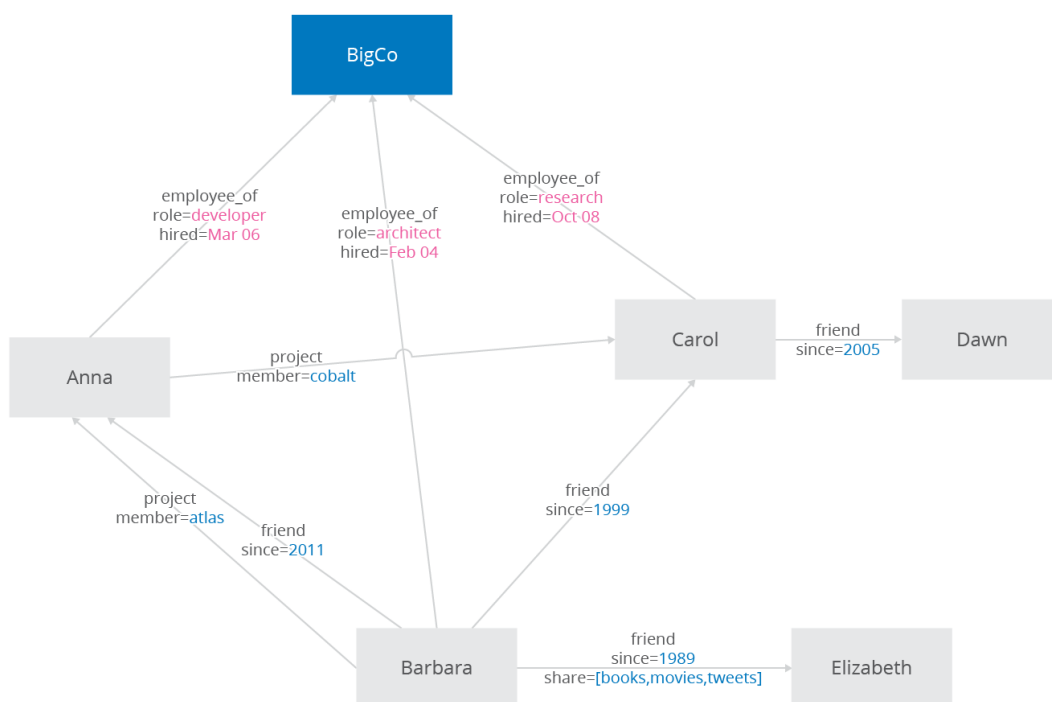 BigCo
employee_of
role=developer
hired=Mar 06
employee_of
role=architect
hired=Feb 04
employee_of
role=research
hired=Oct 08
Anna
project
member=cobalt
Carol
friend
since=2005
Dawn
project
member=atlas
friend
since=2011
friend
since=1999
Barbara
friend
since=1989
share=[books,movies,tweets]
Elizabeth